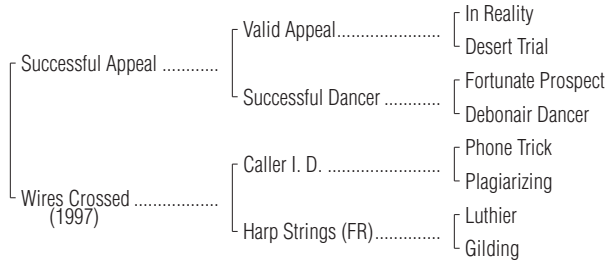 In Reality
Valid Appeal......................
Desert Trial
Successful Appeal ............
Fortunate Prospect
Successful Dancer ............
Debonair Dancer
Phone Trick
Caller I. D. ........................
Plagiarizing
Wires Crossed ..................
(1997)
Luthier
Harp Strings (FR)..............
Gilding